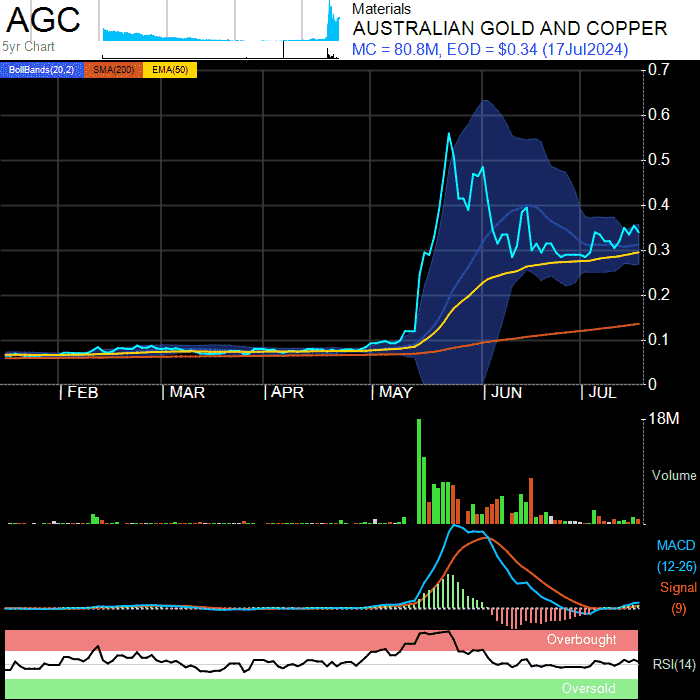 AGC
5yr Chart
Materials
AUSTRALIAN GOLD AND COPPER
MC = 80.8M, EOD = $0.34 (17Jul2024)
BollBands(20,2) SMA(200) EMA(50)
0.7
0.6
0.5
0.4
0.3
0.2
0.1
0
FEB MAR APR MAY JUN JUL
18M
Volume
MACD
(12-26)
Signal
(9)
Overbought
RSI(14)
Oversold